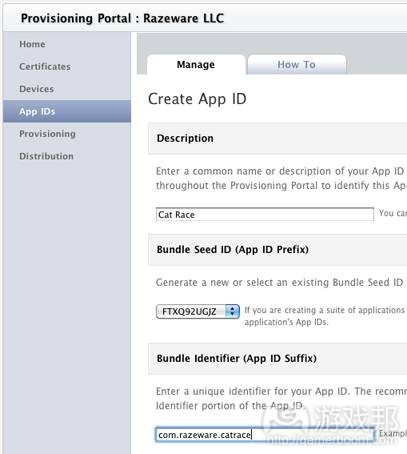 Provisioning Portal : Razeware LLC
Home
Certificates
Devices
App IDs
Provisioning
Distribution
Manage
How To
Create App ID
Description
Enter a common name or description of your App ID
throughout the Provisioning Portal to identify this Ap
Cat Race
You can
Bundle Seed ID (App ID Prefix)
Generate a new or select an existing Bundle Seed ID
FTXQ92UGJZ
If you are creating a suite of applications
application's App IDs.
Bundle Identifier (App ID Suffix)
Enter a unique identifier for your App ID. The recom
Identifier portion of the App ID.
com.razeware.catrace
Exampl
游戏邦
gamerboom.com